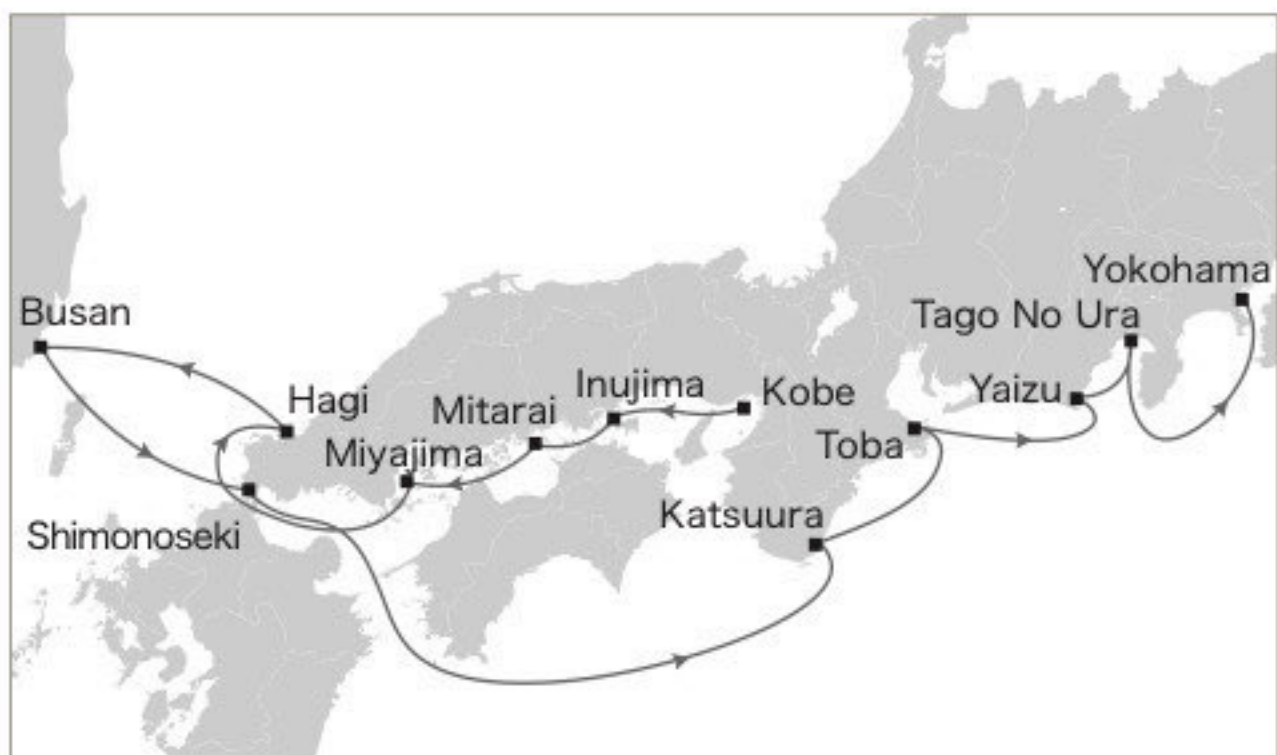 Yokohama
Busan
Tago No Ura
Hagi
Mitarai
Inujima
Kobe
Yaizu
Miyajima
Toba
Katsuura
Shimonoseki